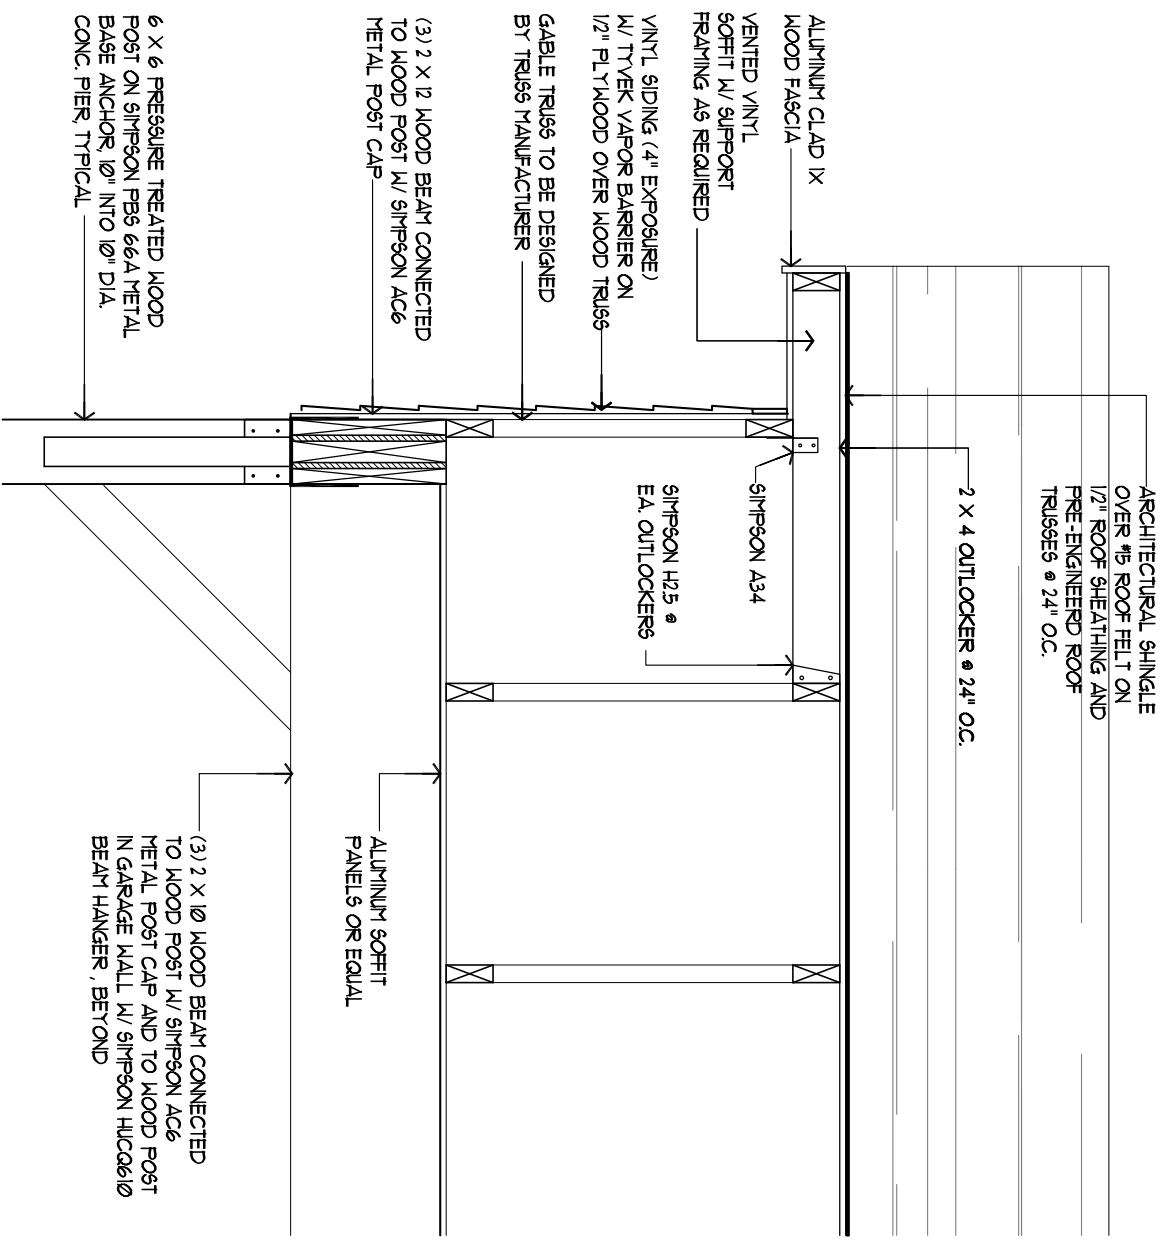 ARCHITECTURAL SHINGLE
OVER #15 ROOF FELT ON
1/2" ROOF SHEATHING AND
PRE-ENGINEERD ROOF
TRUSSES @ 24" O.C.
2 X 4 OUTLOCKER @ 24" O.C.
ALUMINUM CLAD 1X
WOOD FASCIA
VENTED VINYL
SOFFIT W/ SUPPORT
FRAMING AS REQUIRED
SIMPSON A34
SIMPSON H2.5 @
EA. OUTLOCKERS
VINYL SIDING (4" EXPOSURE)
W/ TYVEK VAPOR BARRIER ON
1/2" PLYWOOD OVER WOOD TRUSS
GABLE TRUSS TO BE DESIGNED
BY TRUSS MANUFACTURER
(3) 2 X 12 WOOD BEAM CONNECTED
TO WOOD POST W/ SIMPSON AC6
METAL POST CAP
ALUMINUM SOFFIT
PANELS OR EQUAL
(3) 2 X 10 WOOD BEAM CONNECTED
TO WOOD POST W/ SIMPSON AC6
METAL POST CAP AND TO WOOD POST
IN GARAGE WALL W/ SIMPSON HUCQ610
BEAM HANGER , BEYOND
6 X 6 PRESSURE TREATED WOOD
POST ON SIMPSON PBS 66A METAL
BASE ANCHOR, 10" INTO 10" DIA.
CONC. PIER, TYPICAL